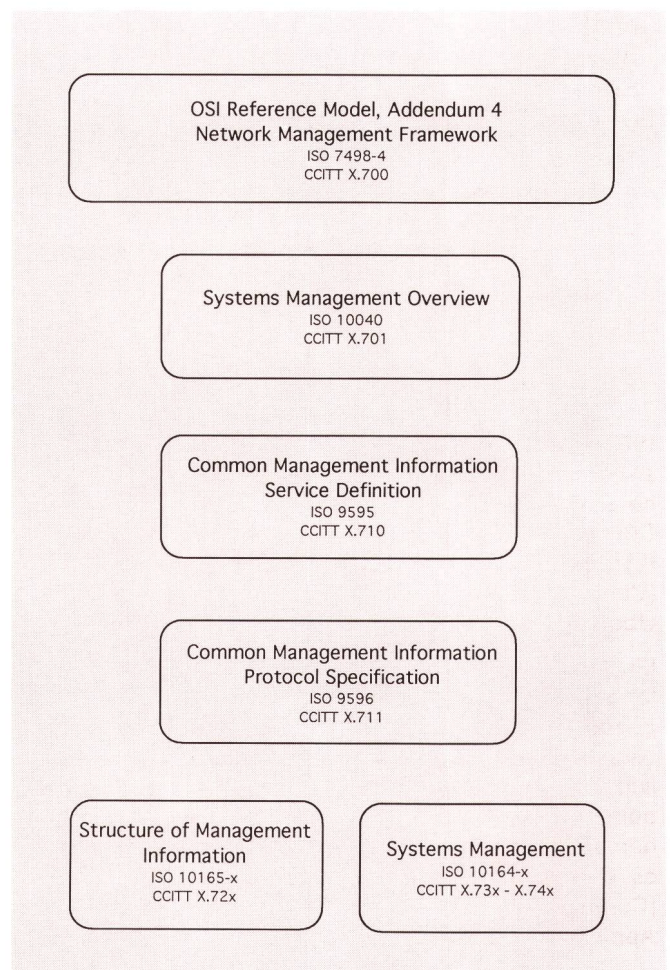 OSI Reference Model, Addendum 4
Network Management Framework
ISO 7498-4
CCITT X.700
Systems Management Overview
ISO 10040
CCITT X.701
Common Management Information
Service Definition
ISO 9595
CCITT X.710
Common Management Information
Protocol Specification
ISO 9596
CCITT X.711
Structure of Management
Information
ISO 10165-x
CCITT X.72x
Systems Management
ISO 10164-x
CCITT X.73x - X.74x